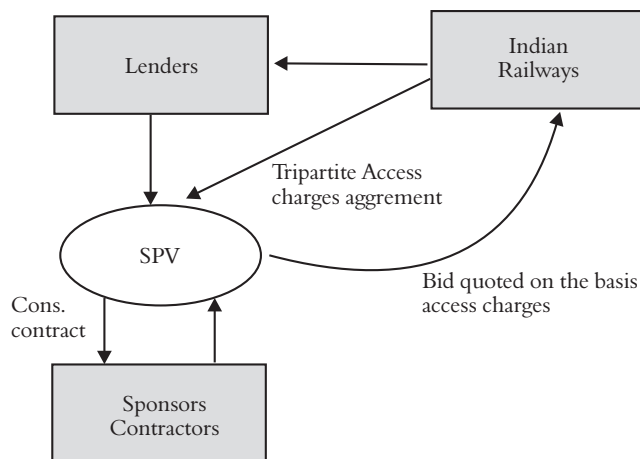 Lenders
Indian
Railways
Tripartite Access
charges aggrement
SPV
Bid quoted on the basis
access charges
Cons.
contract
Sponsors
Contractors